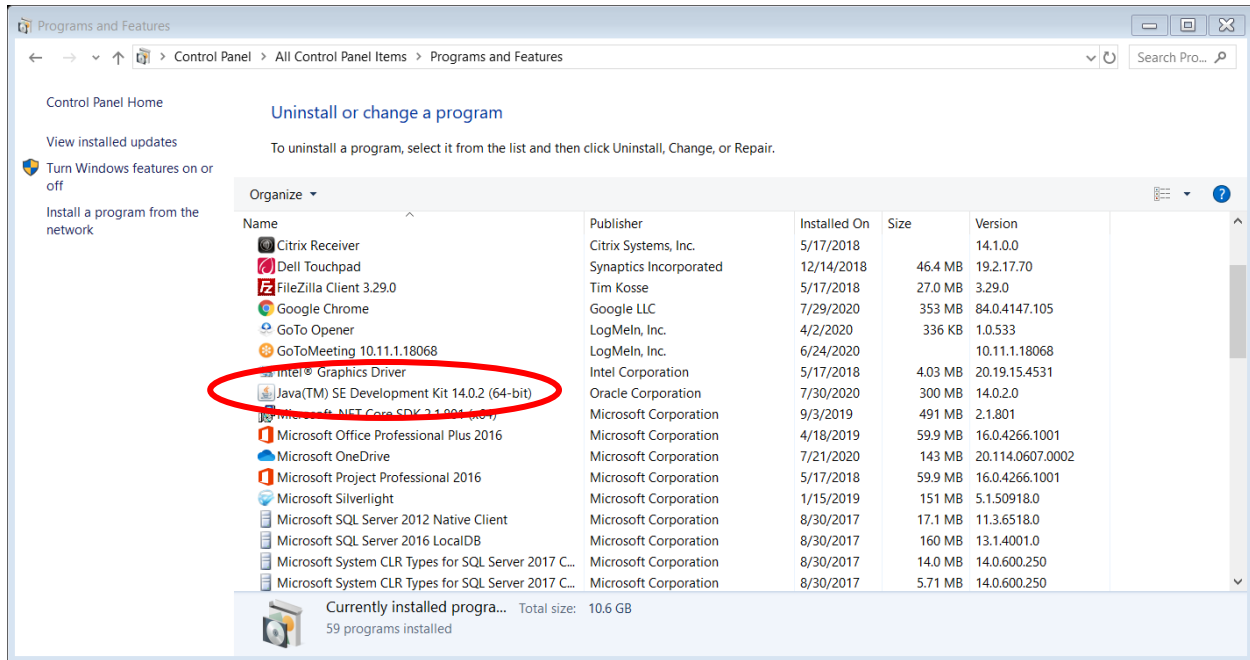 Programs and Features
Control Panel > All Control Panel Items > Programs and Features
Search Pro...
Control Panel Home
View installed updates
Turn Windows features on or
off
Install a program from the
network
Uninstall or change a program
To uninstall a program, select it from the list and then click Uninstall, Change, or Repair.
Organize
Name Publisher Installed On Size Version
Citrix Receiver Citrix Systems, Inc. 5/17/2018 14.1.0.0
Dell Touchpad Synaptics Incorporated 12/14/2018 46.4 MB 19.2.17.70
FileZilla Client 3.29.0 Tim Kosse 5/17/2018 27.0 MB 3.29.0
Google Chrome Google LLC 7/29/2020 353 MB 84.0.4147.105
GoTo Opener LogMeIn, Inc. 4/2/2020 336 KB 1.0.533
GoToMeeting 10.11.1.18068 LogMeIn, Inc. 6/24/2020 10.11.1.18068
Intel® Graphics Driver Intel Corporation 5/17/2018 4.03 MB 20.19.15.4531
Java(TM) SE Development Kit 14.0.2 (64-bit) Oracle Corporation 7/30/2020 300 MB 14.0.2.0
Microsoft .NET Core SDK 2.1.801 (x64) Microsoft Corporation 9/3/2019 491 MB 2.1.801
Microsoft Office Professional Plus 2016 Microsoft Corporation 4/18/2019 59.9 MB 16.0.4266.1001
Microsoft OneDrive Microsoft Corporation 7/21/2020 143 MB 20.114.0607.0002
Microsoft Project Professional 2016 Microsoft Corporation 5/17/2018 59.9 MB 16.0.4266.1001
Microsoft Silverlight Microsoft Corporation 1/15/2019 151 MB 5.1.50918.0
Microsoft SQL Server 2012 Native Client Microsoft Corporation 8/30/2017 17.1 MB 11.3.6518.0
Microsoft SQL Server 2016 LocalDB Microsoft Corporation 8/30/2017 160 MB 13.1.4001.0
Microsoft System CLR Types for SQL Server 2017 C... Microsoft Corporation 8/30/2017 14.0 MB 14.0.600.250
Microsoft System CLR Types for SQL Server 2017 C... Microsoft Corporation 8/30/2017 5.71 MB 14.0.600.250
Currently installed progra... Total size: 10.6 GB
59 programs installed